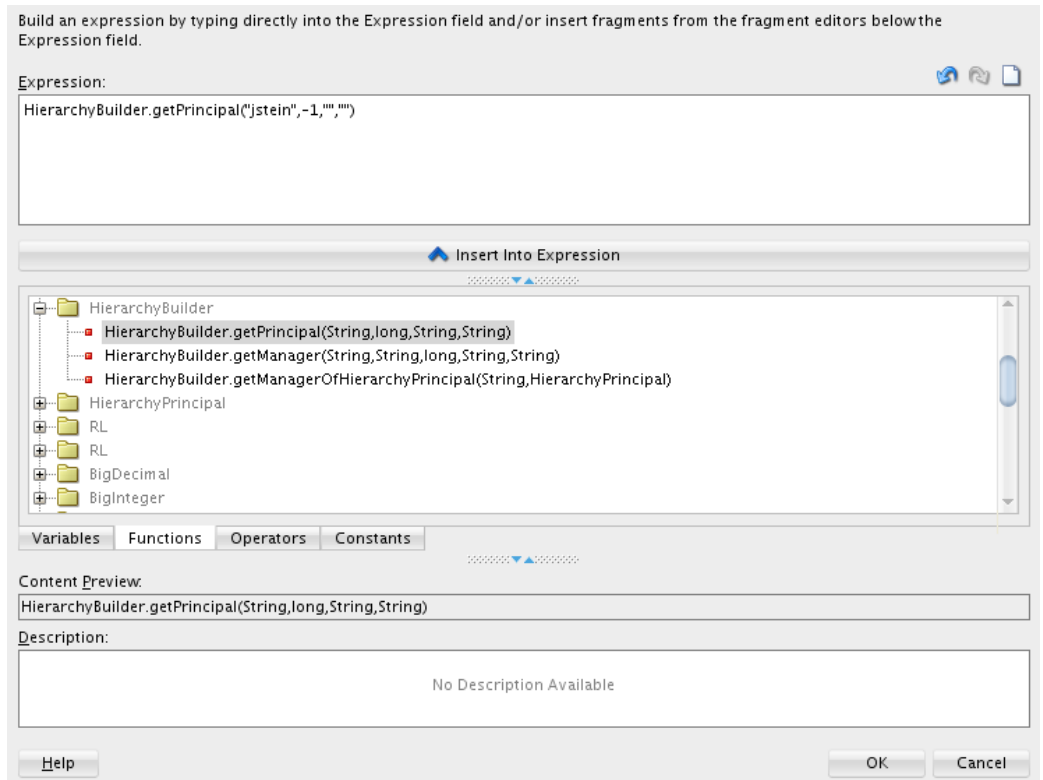 Build an expression by typing directly into the Expression field and/or insert fragments from the fragment editors below the
Expression field.
Expression:
HierarchyBuilder.getPrincipal("jstein",-1,"","")
Insert Into Expression
HierarchyBuilder
HierarchyBuilder.getPrincipal(String,long,String,String)
HierarchyBuilder.getManager(String,String,long,String,String)
HierarchyBuilder.getManagerOfHierarchyPrincipal(String,HierarchyPrincipal)
HierarchyPrincipal
RL
RL
BigDecimal
BigInteger
Variables Functions Operators Constants
Content Preview:
HierarchyBuilder.getPrincipal(String,long,String,String)
Description:
No Description Available
Help OK Cancel